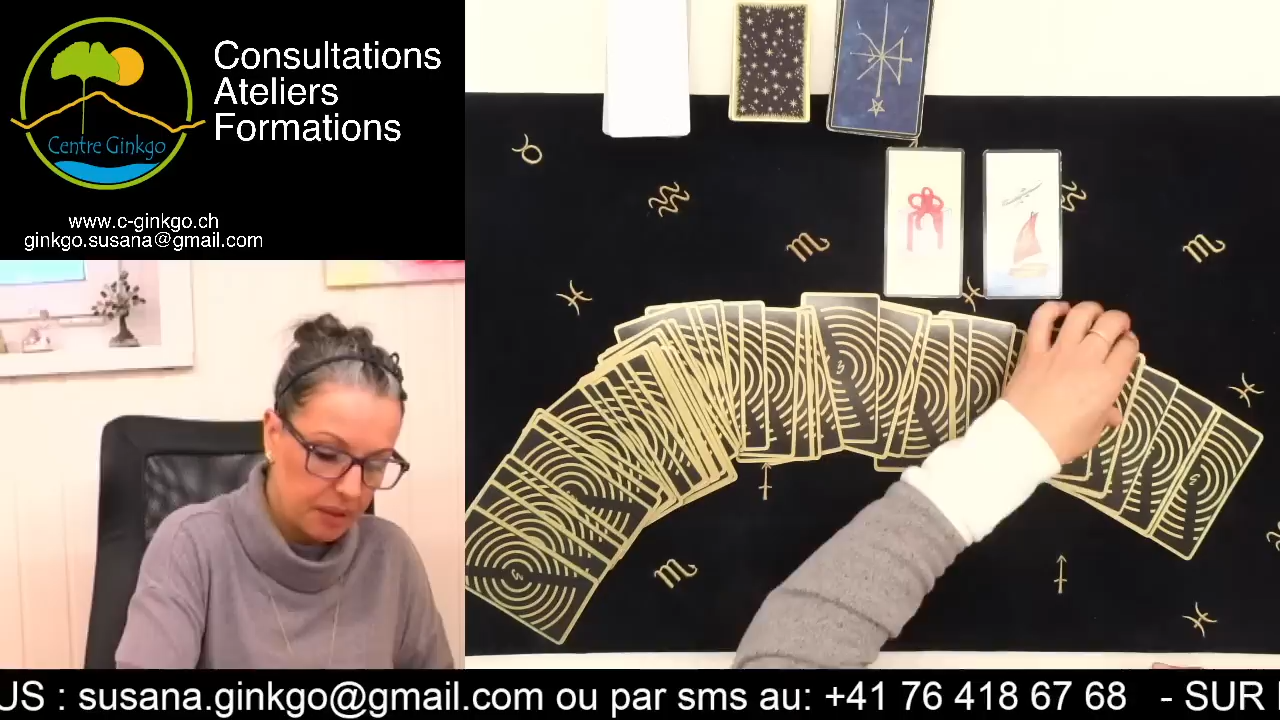 Consultations
Ateliers
Formations
Centre Ginkgo
www.c-ginkgo.ch
ginkgo.susana@gmail.com
US : susana.ginkgo@gmail.com ou par sms au: +41 76 418 67 68 - SUR